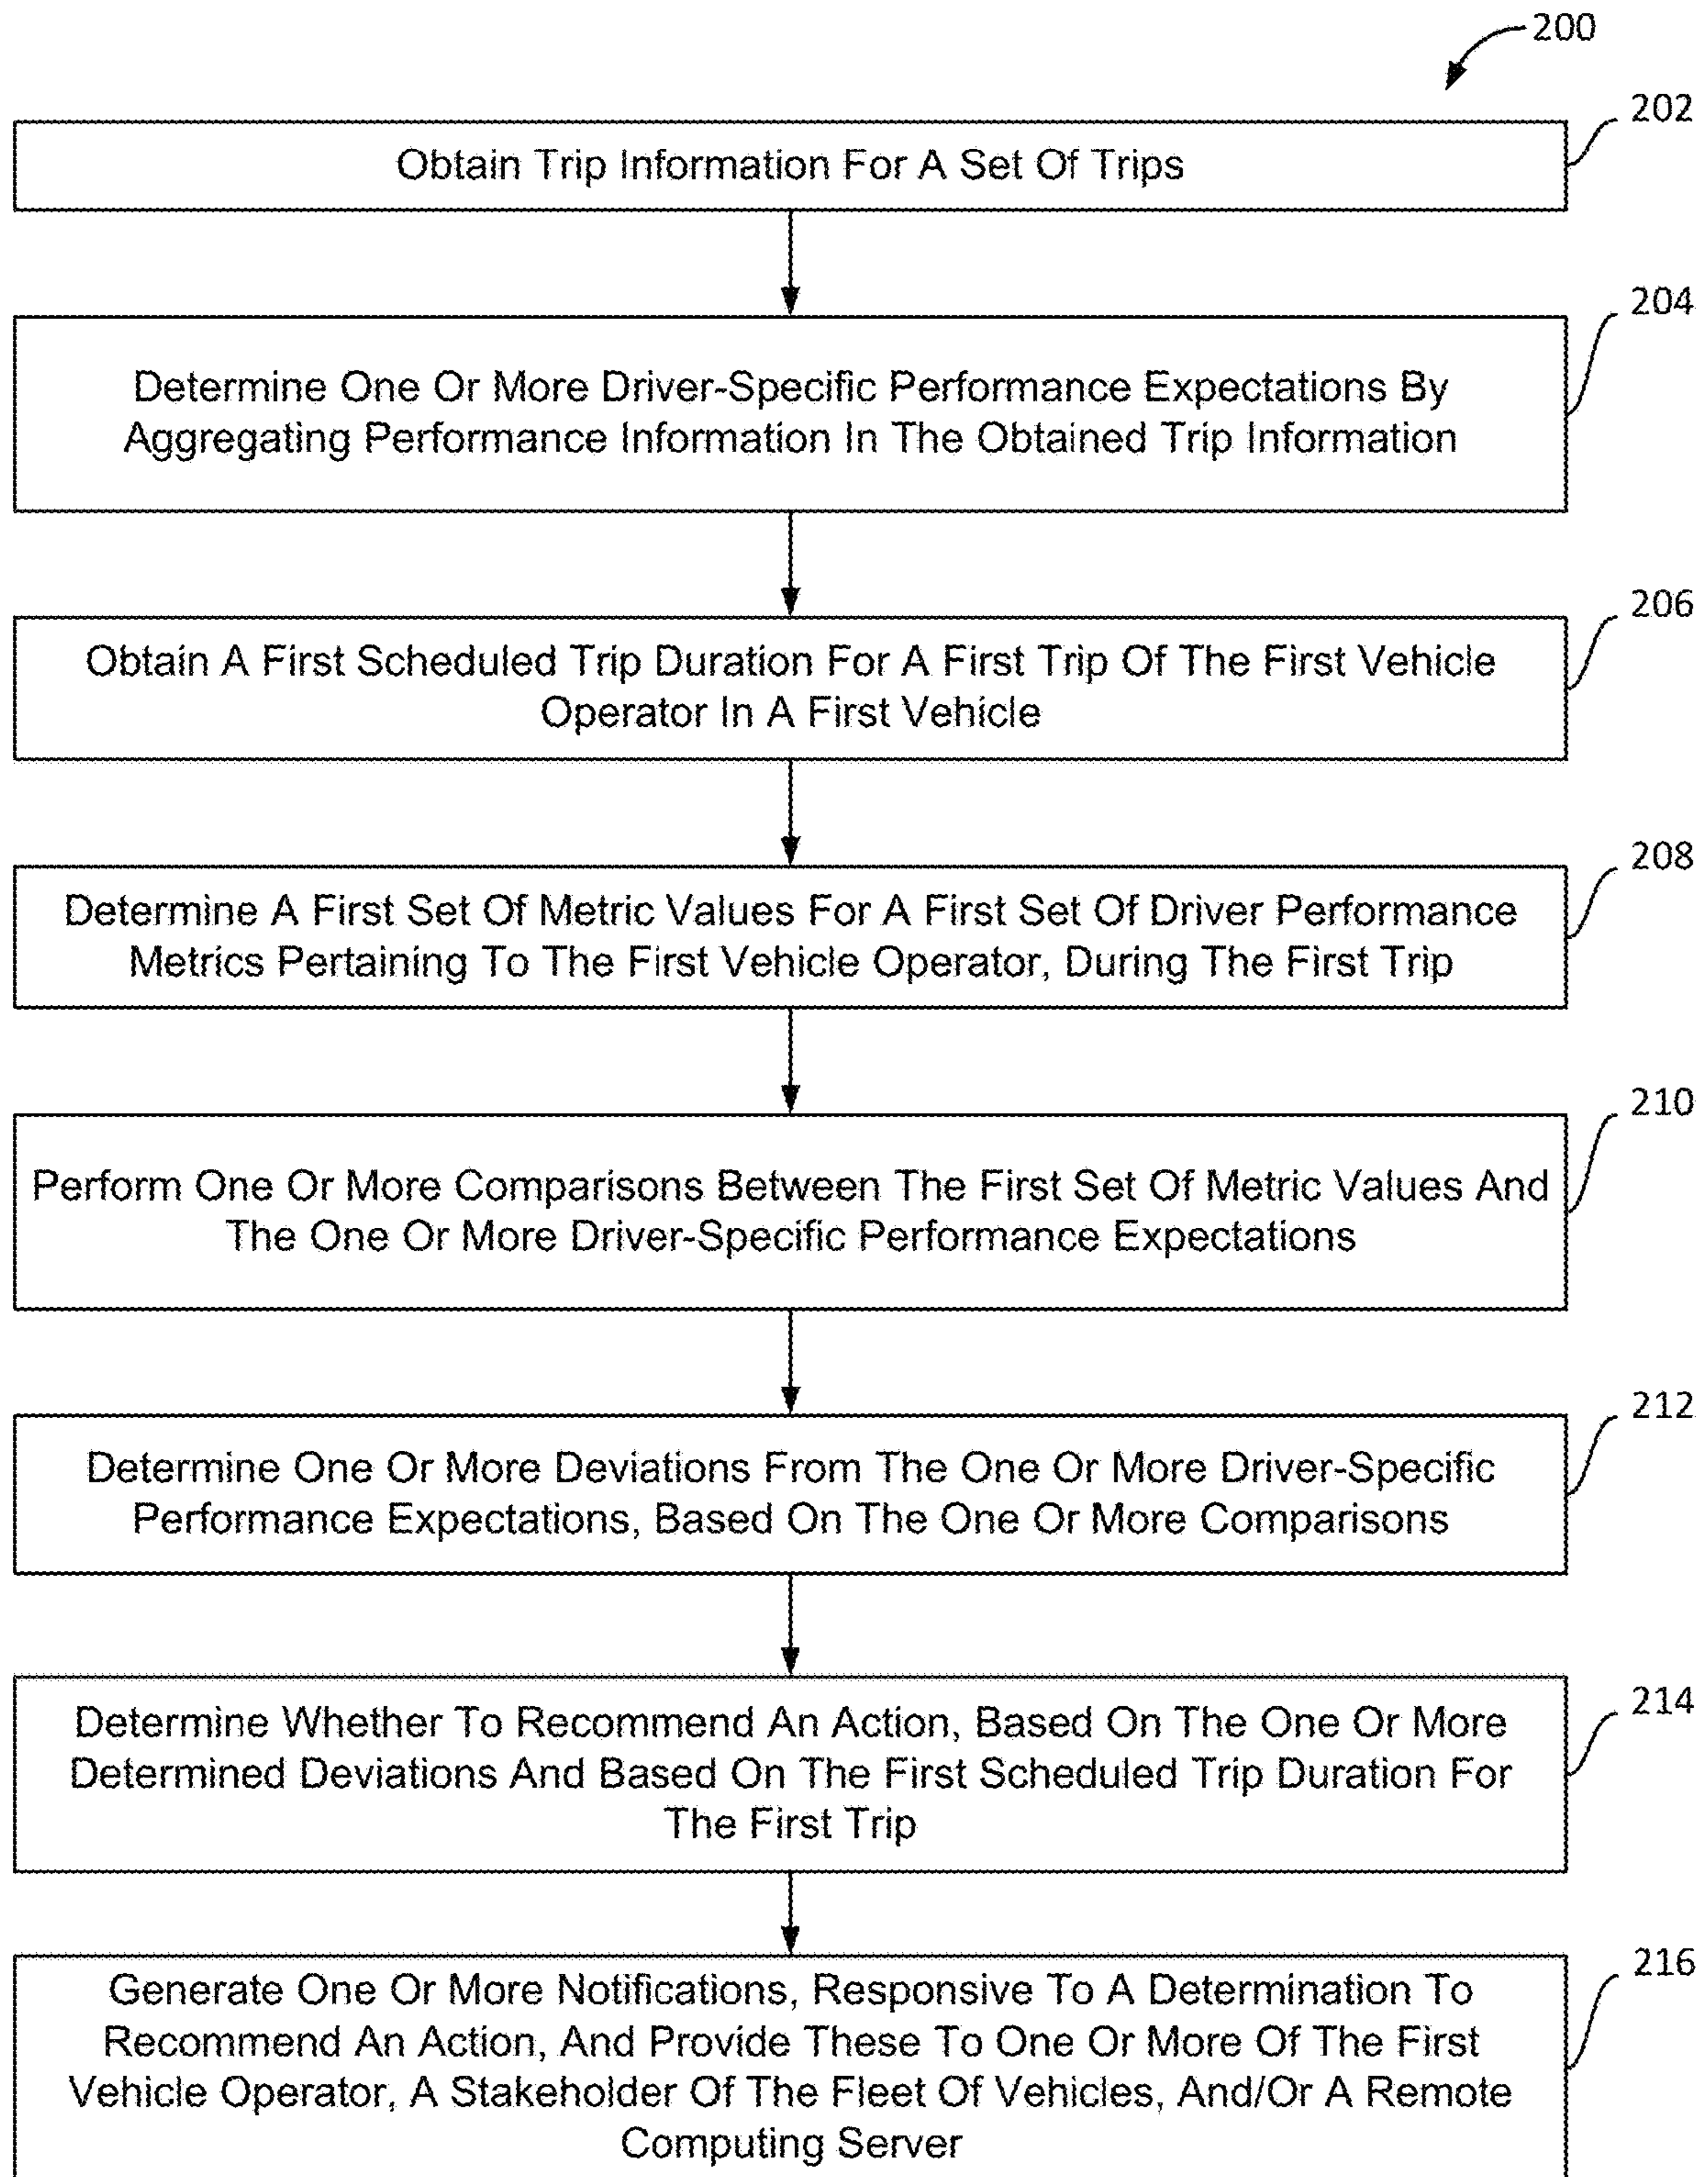 200
202
Obtain Trip Information For A Set Of Trips
204
Determine One Or More Driver-Specific Performance Expectations By
Aggregating Performance Information In The Obtained Trip Information
206
Obtain A First Scheduled Trip Duration For A First Trip Of The First Vehicle
Operator In A First Vehicle
208
Determine A First Set Of Metric Values For A First Set Of Driver Performance
Metrics Pertaining To The First Vehicle Operator, During The First Trip
210
Perform One Or More Comparisons Between The First Set Of Metric Values And
The One Or More Driver-Specific Performance Expectations
212
Determine One Or More Deviations From The One Or More Driver-Specific
Performance Expectations, Based On The One Or More Comparisons
214
Determine Whether To Recommend An Action, Based On The One Or More
Determined Deviations And Based On The First Scheduled Trip Duration For
The First Trip
216
Generate One Or More Notifications, Responsive To A Determination To
Recommend An Action, And Provide These To One Or More Of The First
Vehicle Operator, A Stakeholder Of The Fleet Of Vehicles, And/Or A Remote
Computing Server